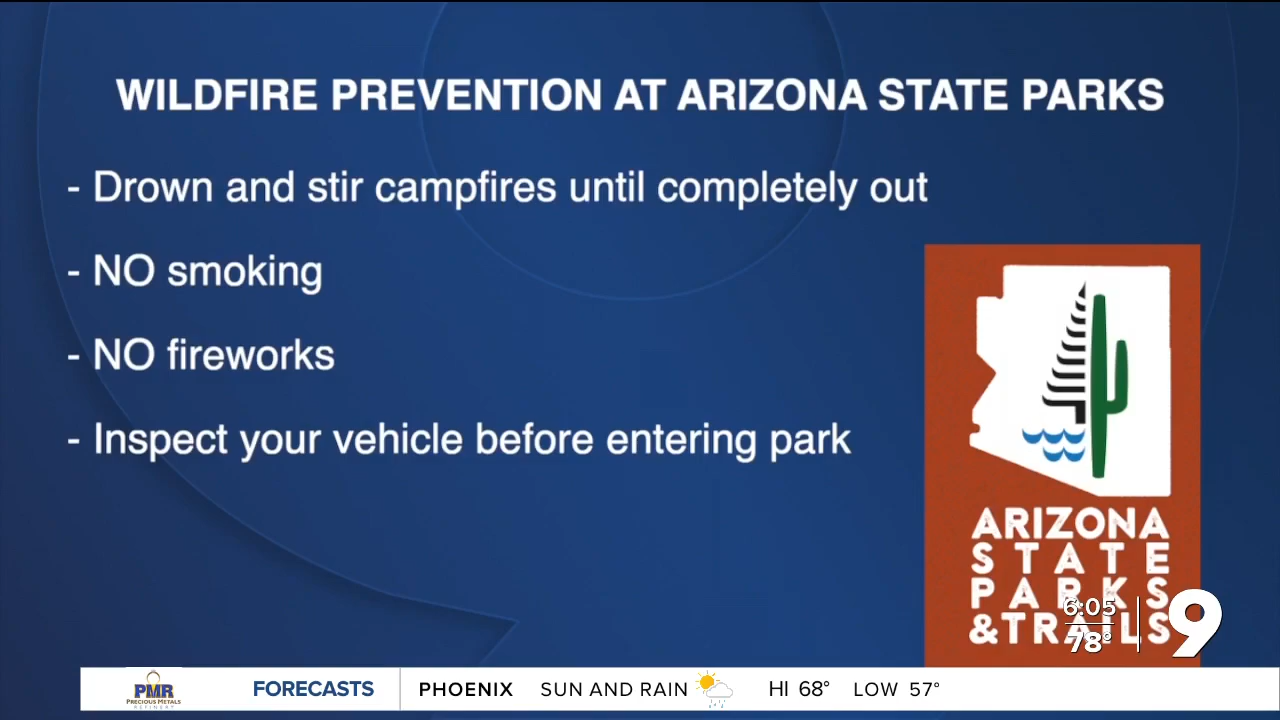 WILDFIRE PREVENTION AT ARIZONA STATE PARKS
- Drown and stir campfires until completely out
- NO smoking
- NO fireworks
- Inspect your vehicle before entering park
ARIZONA
STATE
PARKS
&TRAILS
6:05
78°
9
PMR
PRECIOUS METALS
REFINERY
FORECASTS
PHOENIX SUN AND RAIN HI 68° LOW 57°